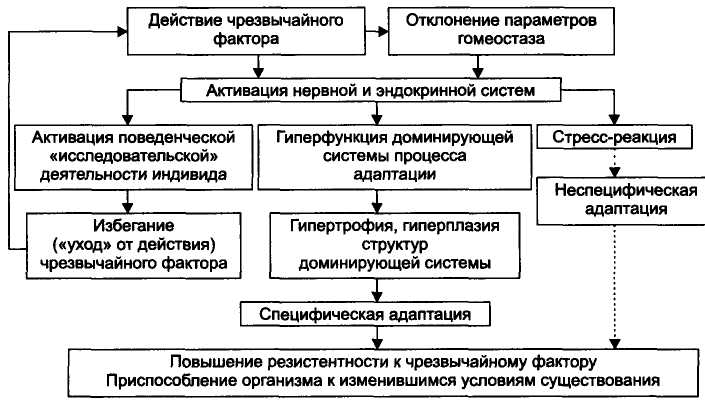 Действие чрезвычайного
фактора
Отклонение параметров
гомеостаза
Активация нервной и эндокринной систем
Активация поведенческой
«исследовательской»
деятельности индивида
Гиперфункция доминирующей
системы процесса
адаптации
Стресс-реакция
Неспецифическая
адаптация
Избегание
(«уход» от действия)
чрезвычайного фактора
Гипертрофия, гиперплазия
структур
доминирующей системы
Специфическая адаптация
Повышение резистентности к чрезвычайному фактору
Приспособление организма к изменившимся условиям существования